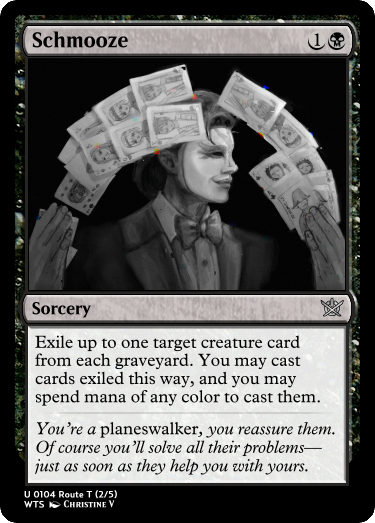 Schmooze 1
Sorcery
Exile up to one target creature card
from each graveyard. You may cast
cards exiled this way, and you may
spend mana of any color to cast them.
You're a planeswalker, you reassure them.
Of course you'll solve all their problems—
just as soon as they help you with yours.
U 0104 Route T (2/5)
WTS Christine V